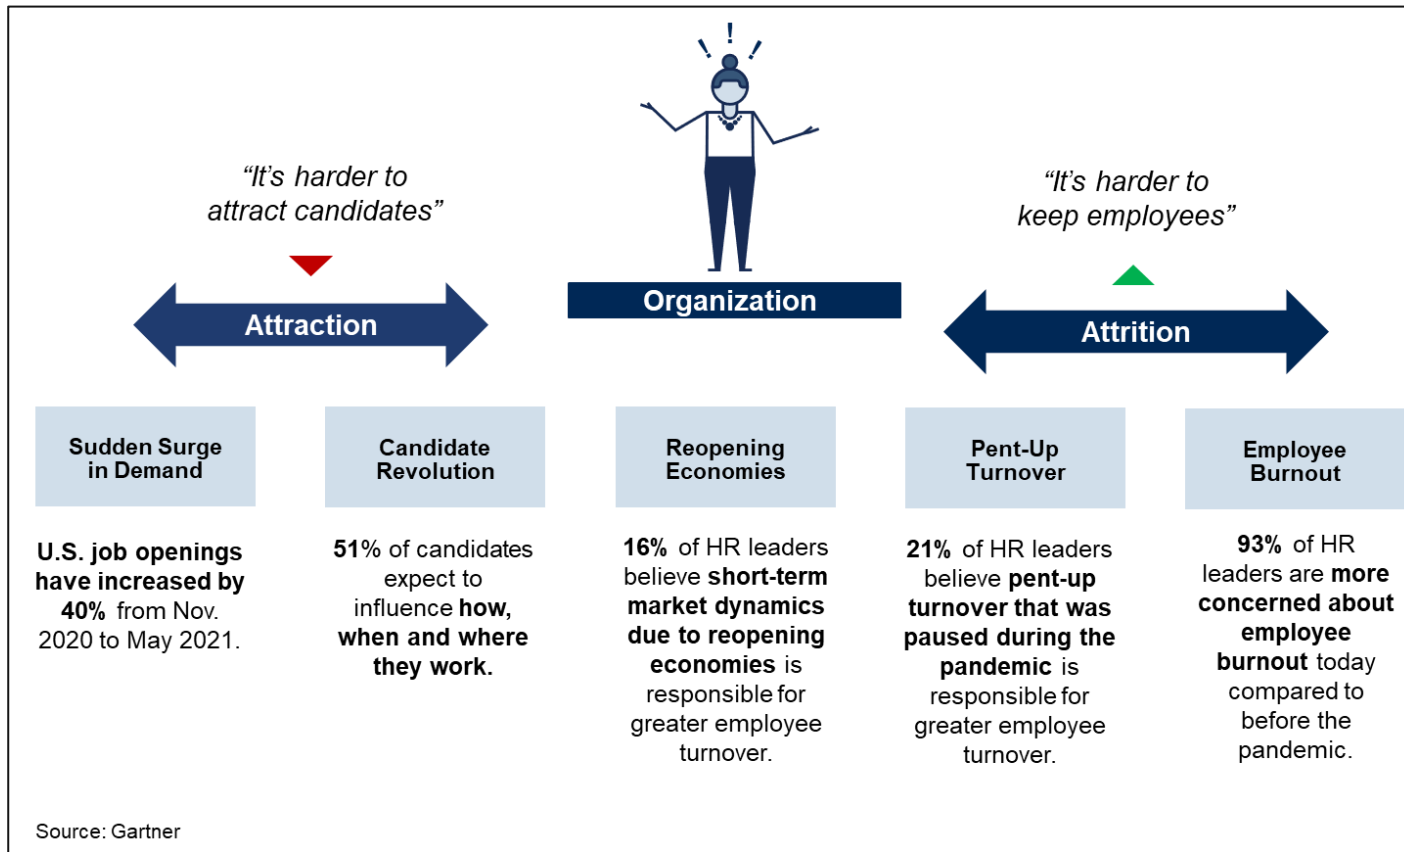 ! ! !
“It’s harder to
attract candidates”
“It’s harder to
keep employees”
Attraction
Organization
Attrition
Sudden Surge
in Demand
U.S. job openings
have increased by
40% from Nov.
2020 to May 2021.
Candidate
Revolution
51% of candidates
expect to
influence how,
when and where
they work.
Reopening
Economies
16% of HR leaders
believe short-term
market dynamics
due to reopening
economies is
responsible for
greater employee
turnover.
Pent-Up
Turnover
21% of HR leaders
believe pent-up
turnover that was
paused during the
pandemic is
responsible for
greater employee
turnover.
Employee
Burnout
93% of HR
leaders are more
concerned about
employee
burnout today
compared to
before the
pandemic.
Source: Gartner